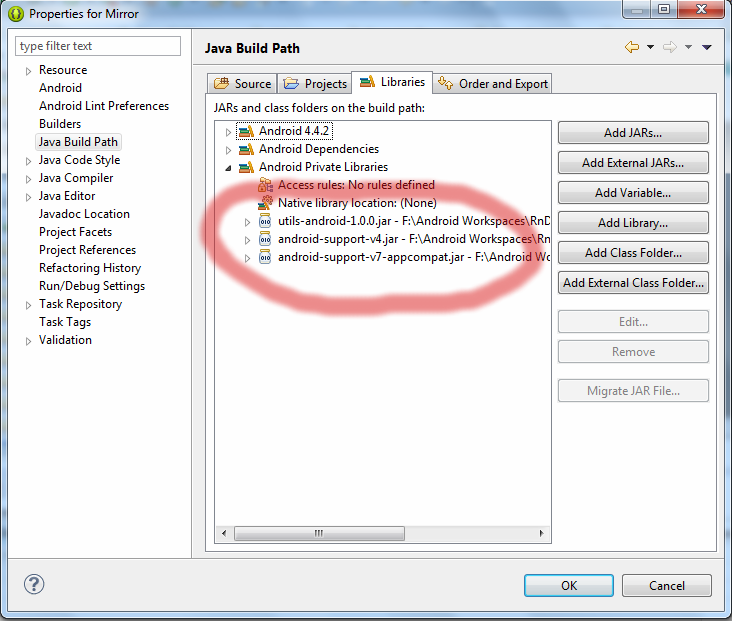 Properties for Mirror
type filter text
Resource
Android
Android Lint Preferences
Builders
Java Build Path
Java Code Style
Java Compiler
Java Editor
Javadoc Location
Project Facets
Project References
Refactoring History
Run/Debug Settings
Task Repository
Task Tags
Validation
Java Build Path
Source Projects Libraries Order and Export
JARs and class folders on the build path:
Android 4.4.2
Android Dependencies
Android Private Libraries
Access rules: No rules defined
Native library location: (None)
utils-android-1.0.0.jar - F:\Android Workspaces\RnD
android-support-v4.jar - F:\Android Workspaces\Rn
android-support-v7-appcompat.jar - F:\Android Wo
Add JARs...
Add External JARs...
Add Variable...
Add Library...
Add Class Folder...
Add External Class Folder...
Edit...
Remove
Migrate JAR File...
OK Cancel